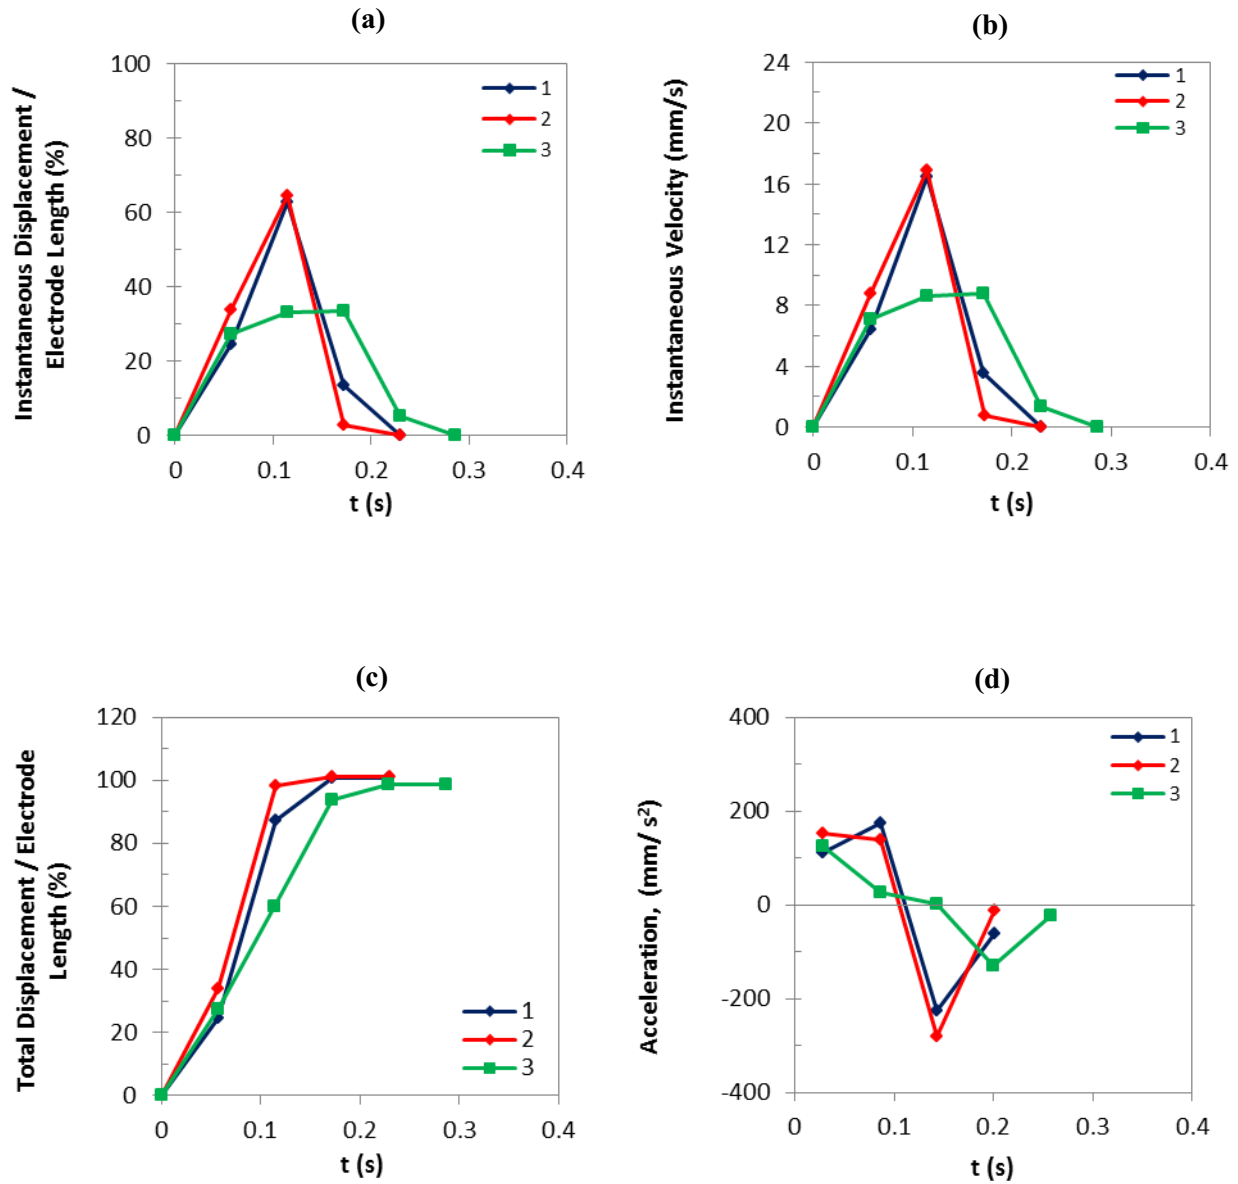 (a)
Instantaneous Displacement /
Electrode Length (%)
100
80
60
40
20
0
0 0.1 0.2 0.3 0.4
t (s)
1
2
3
(b)
Instantaneous Velocity (mm/s)
24
20
16
12
8
4
0
0 0.1 0.2 0.3 0.4
t (s)
1
2
3
(c)
Total Displacement / Electrode
Length (%)
120
100
80
60
40
20
0
0 0.1 0.2 0.3 0.4
t (s)
1
2
3
(d)
Acceleration, (mm/ s²)
400
200
0
-200
-400
0 0.1 0.2 0.3 0.4
t (s)
1
2
3